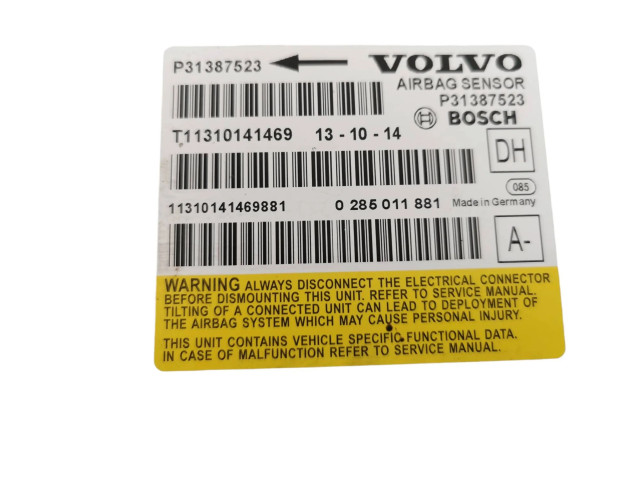 P31387523 VOLVO
AIRBAG SENSOR
P31387523
BOSCH
T11310141469 13 - 10 - 14
DH
085
11310141469881 0 285 011 881 Made in Germany
A-
WARNING ALWAYS DISCONNECT THE ELECTRICAL CONNECTOR
BEFORE DISMOUNTING THIS UNIT. REFER TO SERVICE MANUAL.
TILTING OF A CONNECTED UNIT CAN LEAD TO DEPLOYMENT OF
THE AIRBAG SYSTEM WHICH MAY CAUSE PERSONAL INJURY.
THIS UNIT CONTAINS VEHICLE SPECIFIC FUNCTIONAL DATA.
IN CASE OF MALFUNCTION REFER TO SERVICE MANUAL.